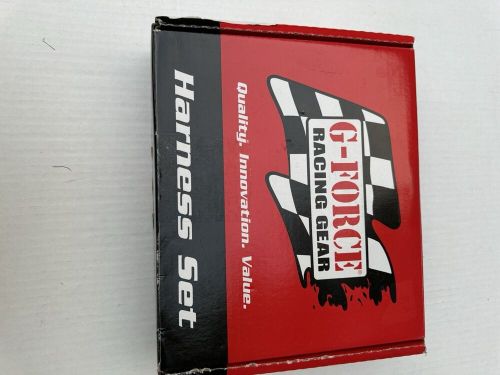 G-FORCE®
RACING GEAR
Quality. Innovation. Value.
Harness Set